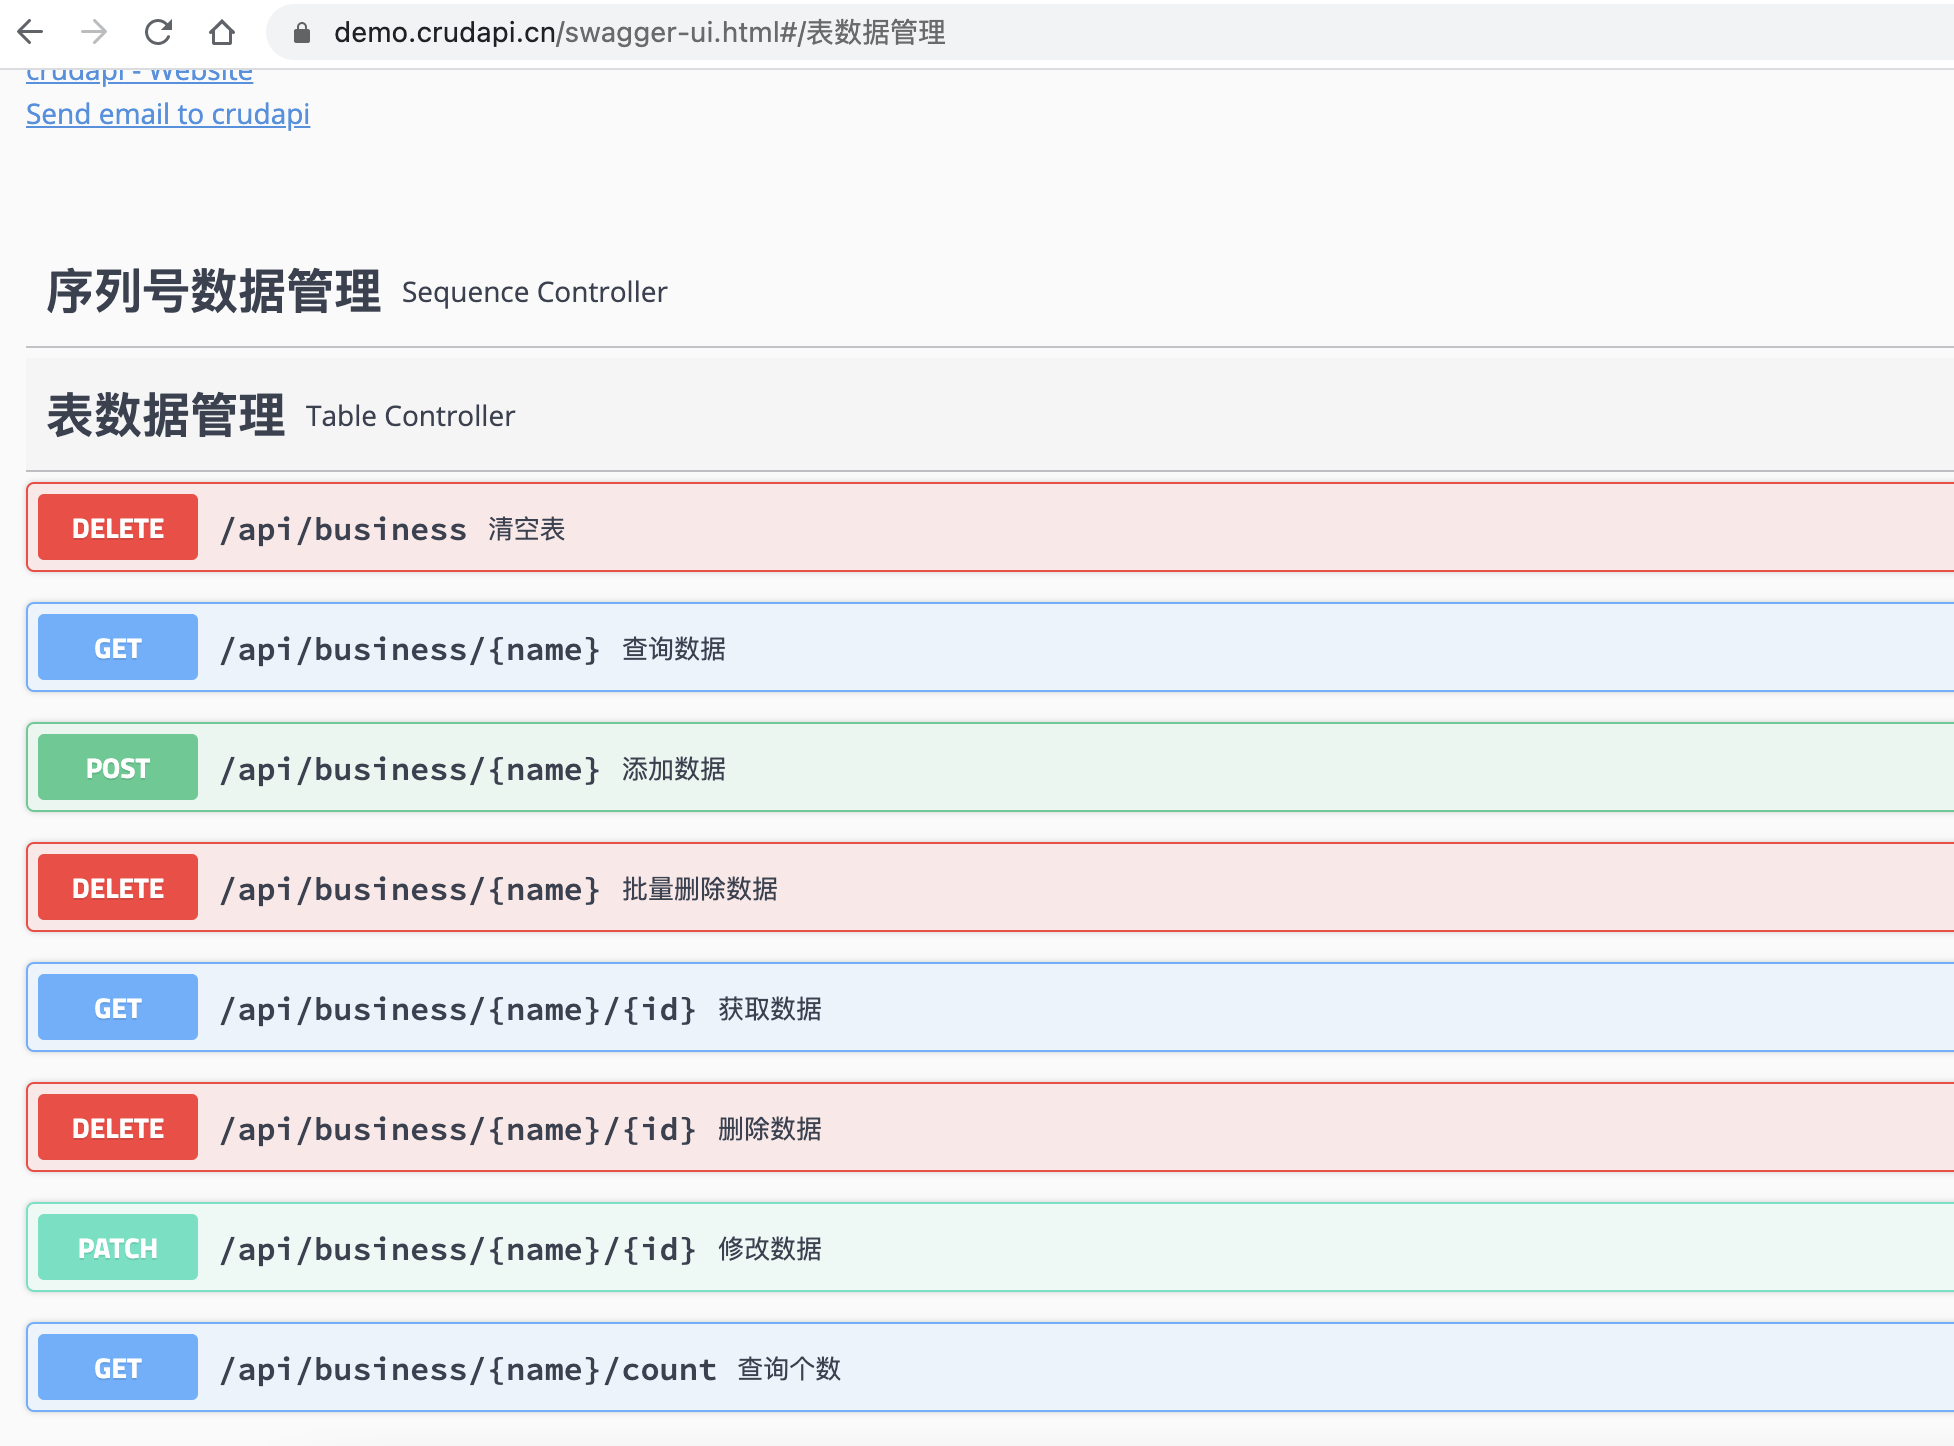 demo.crudapi.cn/swagger-ui.html#/表数据管理
crudapi - Website
Send email to crudapi
序列号数据管理 Sequence Controller
表数据管理 Table Controller
DELETE /api/business 清空表
GET /api/business/{name} 查询数据
POST /api/business/{name} 添加数据
DELETE /api/business/{name} 批量删除数据
GET /api/business/{name}/{id} 获取数据
DELETE /api/business/{name}/{id} 删除数据
PATCH /api/business/{name}/{id} 修改数据
GET /api/business/{name}/count 查询个数